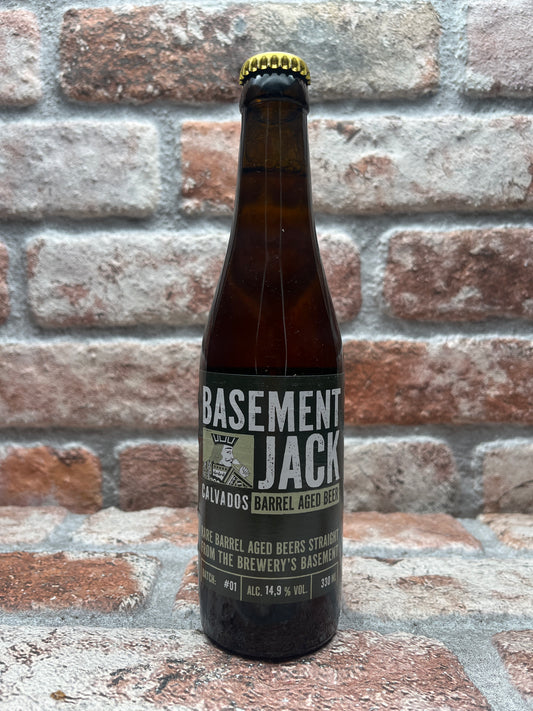 BASEMENT
JACK
CALVADOS BARREL AGED BEER
RARE BARREL AGED BEERS STRAIGHT
FROM THE BREWERY'S BASEMENT
BATCH: #01 ALC. 14,9 % VOL. 330 ML